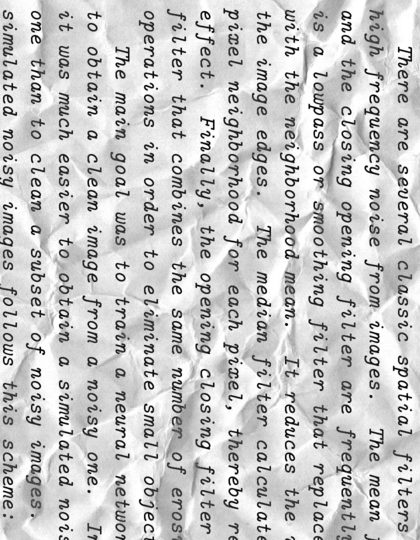 There are several classic spatial filters
high frequency noise from images. The mean
and the closing opening filter are frequently
is a lowpass or smoothing filter that replace
with the neighborhood mean. It reduces the
the image edges. The median filter calculate
pixel neighborhood for each pixel, thereby re
effect. Finally, the opening closing filter
filter that combines the same number of eros
operations in order to eliminate small objec
The main goal was to train a neural networ
to obtain a clean image from a noisy one. In
it was much easier to obtain a simulated nois
one than to clean a subset of noisy images.
simulated noisy images follows this scheme: